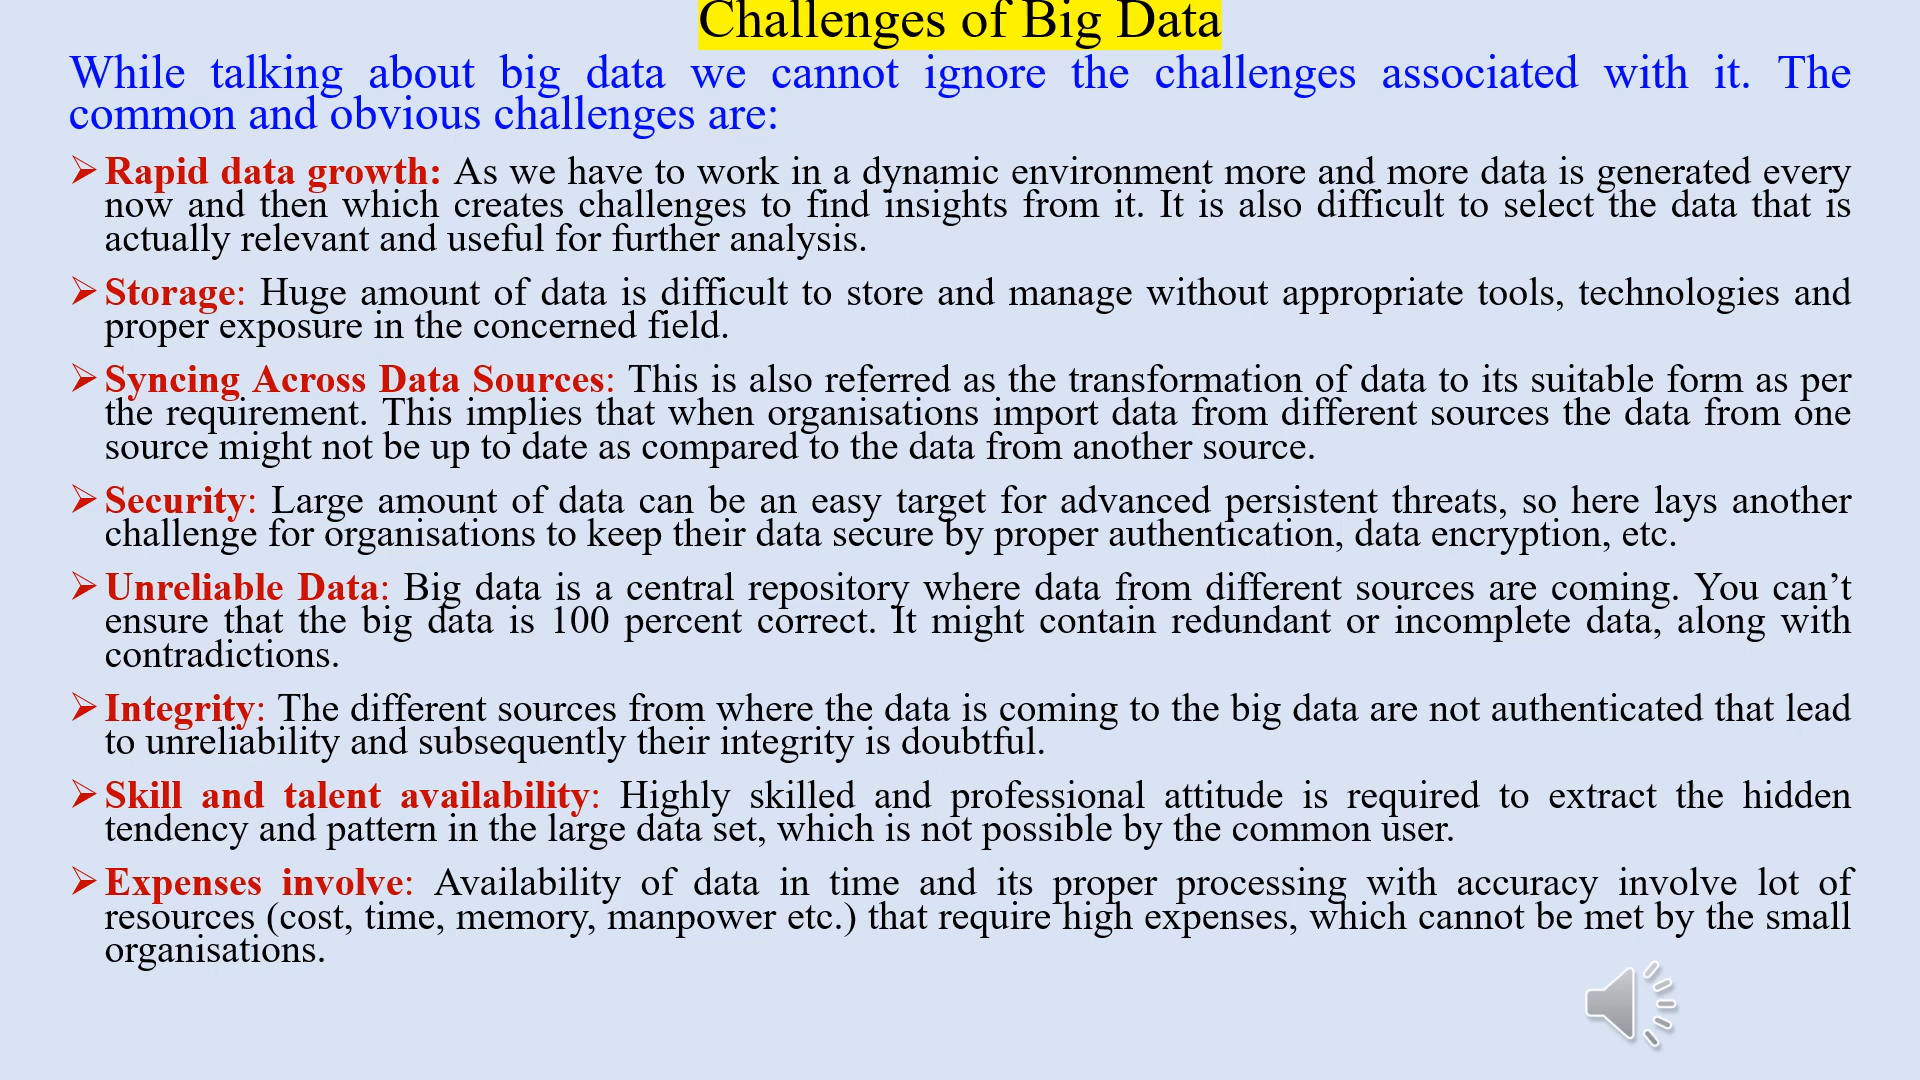 Challenges of Big Data
While talking about big data we cannot ignore the challenges associated with it. The
common and obvious challenges are:
➢Rapid data growth: As we have to work in a dynamic environment more and more data is generated every
now and then which creates challenges to find insights from it. It is also difficult to select the data that is
actually relevant and useful for further analysis.
➢Storage: Huge amount of data is difficult to store and manage without appropriate tools, technologies and
proper exposure in the concerned field.
➢Syncing Across Data Sources: This is also referred as the transformation of data to its suitable form as per
the requirement. This implies that when organisations import data from different sources the data from one
source might not be up to date as compared to the data from another source.
➢Security: Large amount of data can be an easy target for advanced persistent threats, so here lays another
challenge for organisations to keep their data secure by proper authentication, data encryption, etc.
➢Unreliable Data: Big data is a central repository where data from different sources are coming. You can’t
ensure that the big data is 100 percent correct. It might contain redundant or incomplete data, along with
contradictions.
➢Integrity: The different sources from where the data is coming to the big data are not authenticated that lead
to unreliability and subsequently their integrity is doubtful.
➢Skill and talent availability: Highly skilled and professional attitude is required to extract the hidden
tendency and pattern in the large data set, which is not possible by the common user.
➢Expenses involve: Availability of data in time and its proper processing with accuracy involve lot of
resources (cost, time, memory, manpower etc.) that require high expenses, which cannot be met by the small
organisations.